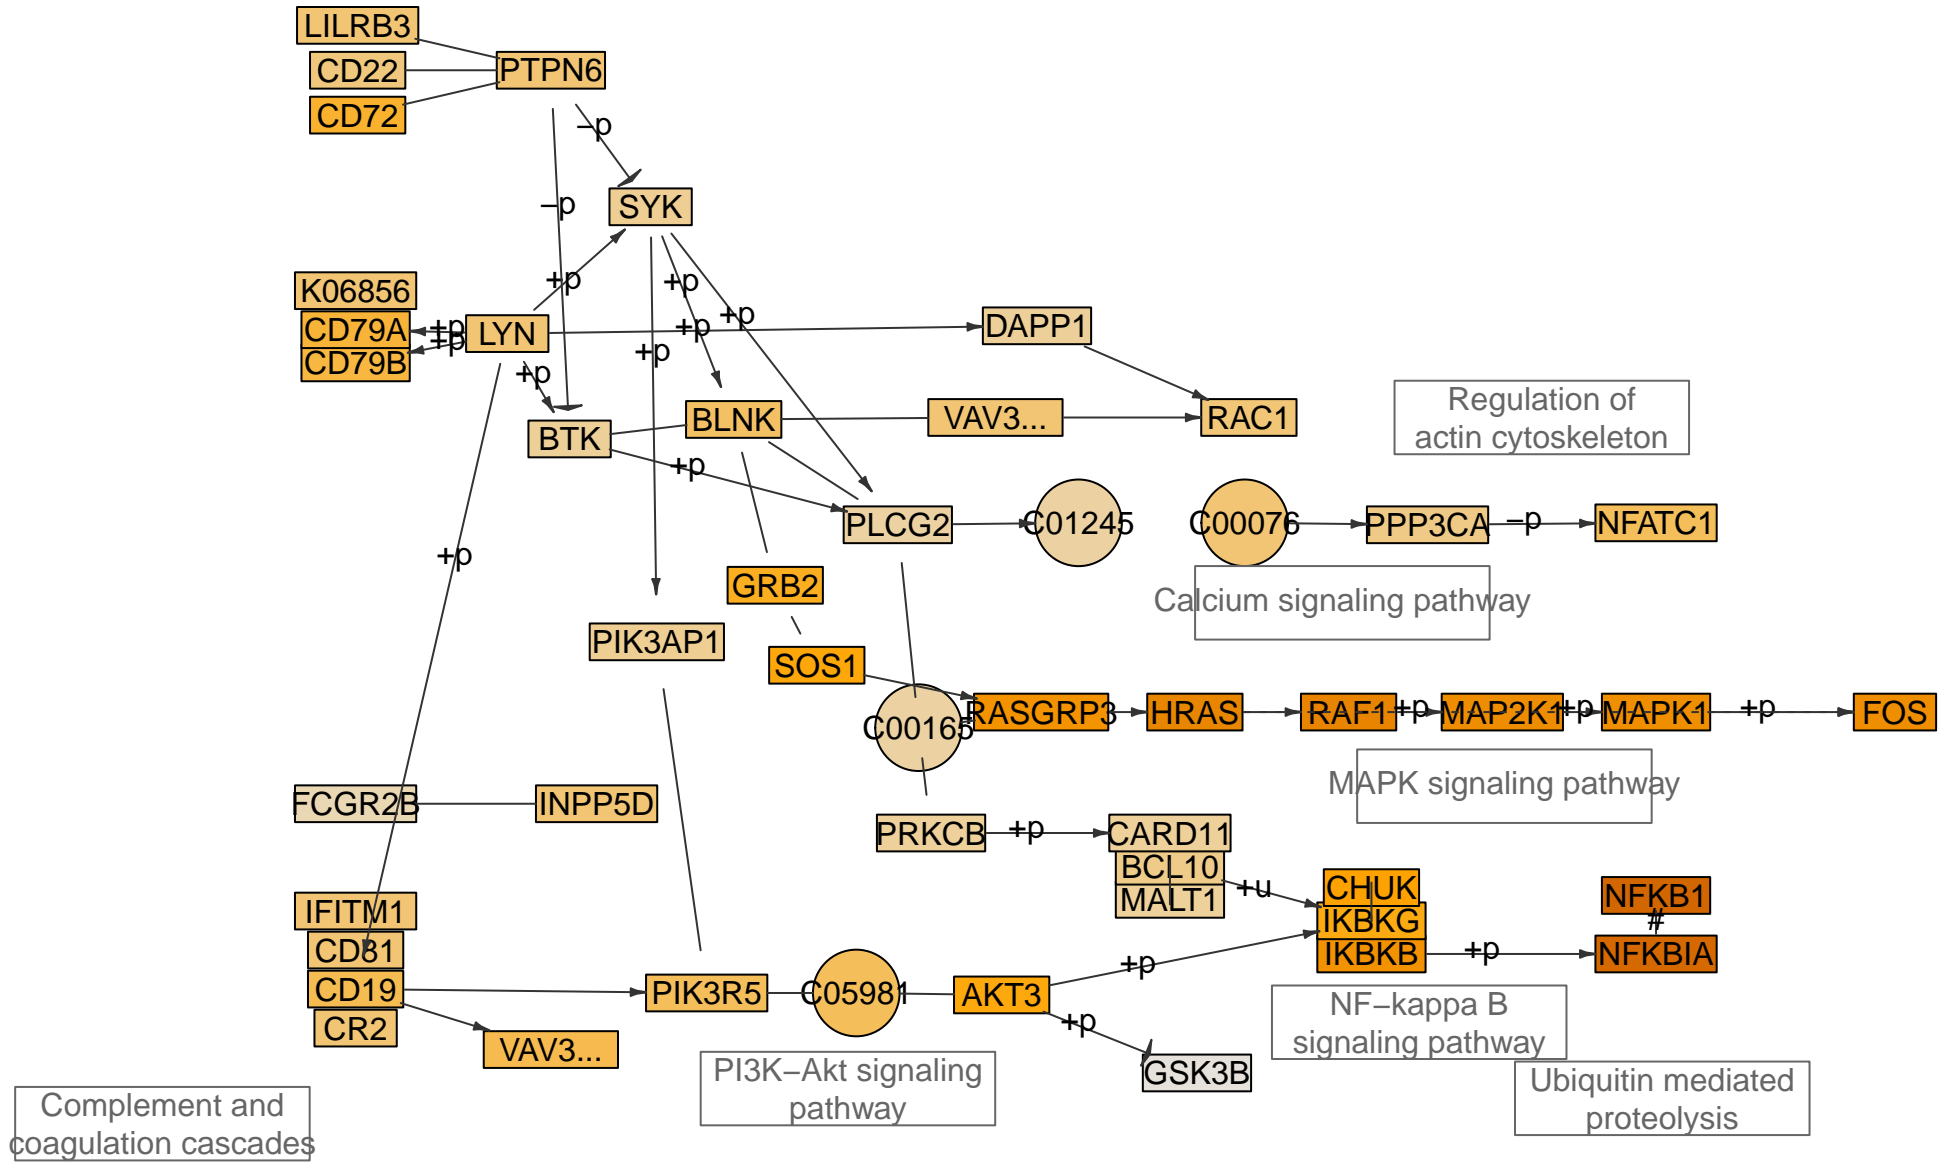 LILRB3
CD22
PTPN6
CD72
–p
SYK
–p
+p
+p
K06856
CD79A
+p
LYN
+p
+p
DAPP1
CD79B
+p
+p
+p
BTK
BLNK
VAV3...
RAC1
Regulation of
actin cytoskeleton
+p
PLCG2
C01245
C00076
PPP3CA
–p
NFATC1
+p
GRB2
Calcium signaling pathway
PIK3AP1
SOS1
C00165
RASGRP3
HRAS
RAF1
+p
MAP2K1
+p
MAPK1
+p
FOS
MAPK signaling pathway
FCGR2B
INPP5D
PRKCB
+p
CARD11
BCL10
MALT1
+u
CHUK
IKBKG
IKBKB
+p
NFKB1
#
NFKBIA
IFITM1
CD81
CD19
CR2
VAV3...
PIK3R5
C05981
AKT3
+p
+p
GSK3B
NF–kappa B
signaling pathway
PI3K–Akt signaling
pathway
Ubiquitin mediated
proteolysis
Complement and
coagulation cascades